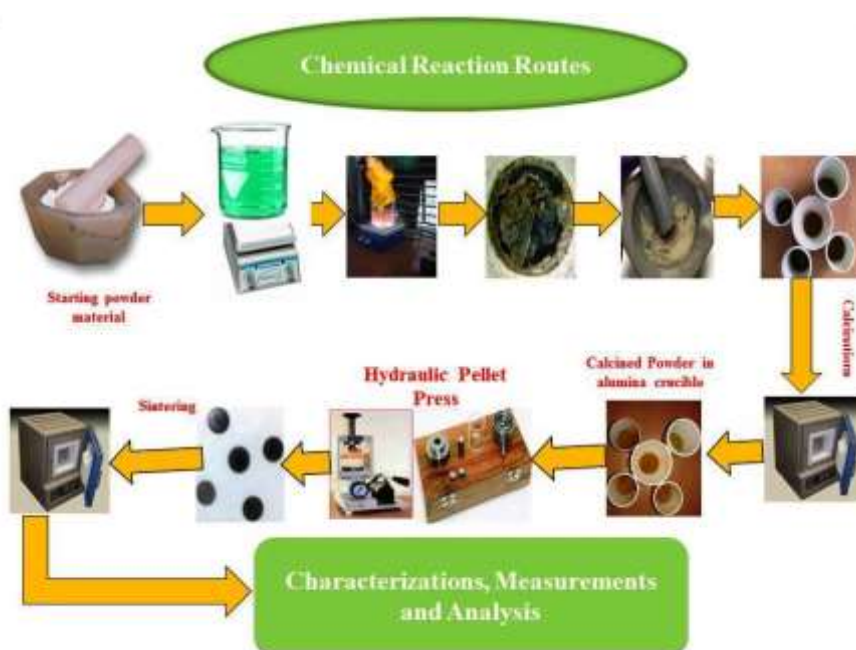 Chemical Reaction Routes
Starting powder
material
Calcinatiorn
Calcined Powder in
alumina crucible
Hydraulic Pellet
Press
Sintering
Characterizations, Measurements
and Analysis